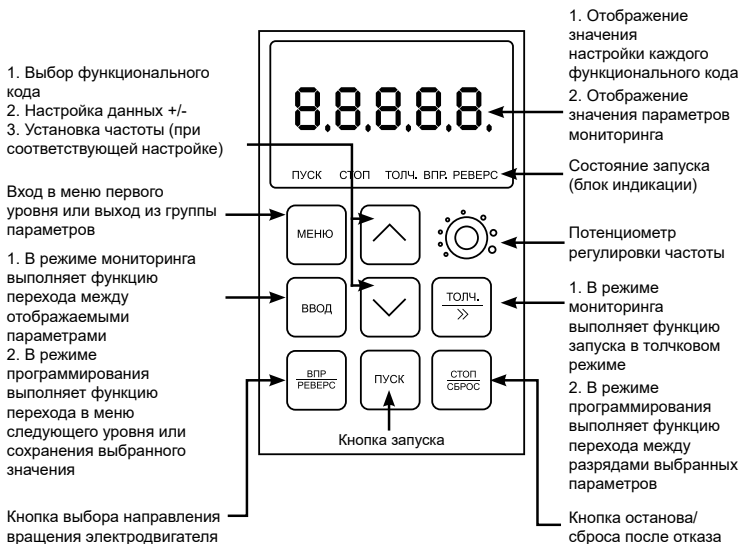 1. Выбор функционального
кода
2. Настройка данных +/-
3. Установка частоты (при
соответствующей настройке)
Вход в меню первого
уровня или выход из группы
параметров
1. В режиме мониторинга
выполняет функцию
перехода между
отображаемыми
параметрами
2. В режиме
программирования
выполняет функцию
перехода в меню
следующего уровня или
сохранения выбранного
значения
Кнопка выбора направления
вращения электродвигателя
8.8.8.8.8.
ПУСК СТОП ТОЛЧ. ВПР. РЕВЕРС
МЕНЮ
ВВОД
ТОЛЧ.
>>
ВПР
РЕВЕРС
ПУСК
СТОП
СБРОС
Кнопка запуска
1. Отображение
значения
настройки каждого
функционального кода
2. Отображение
значения параметров
мониторинга
Состояние запуска
(блок индикации)
Потенциометр
регулировки частоты
1. В режиме
мониторинга
выполняет функцию
запуска в толчковом
режиме
2. В режиме
программирования
выполняет функцию
перехода между
разрядами выбранных
параметров
Кнопка останова/
сброса после отказа